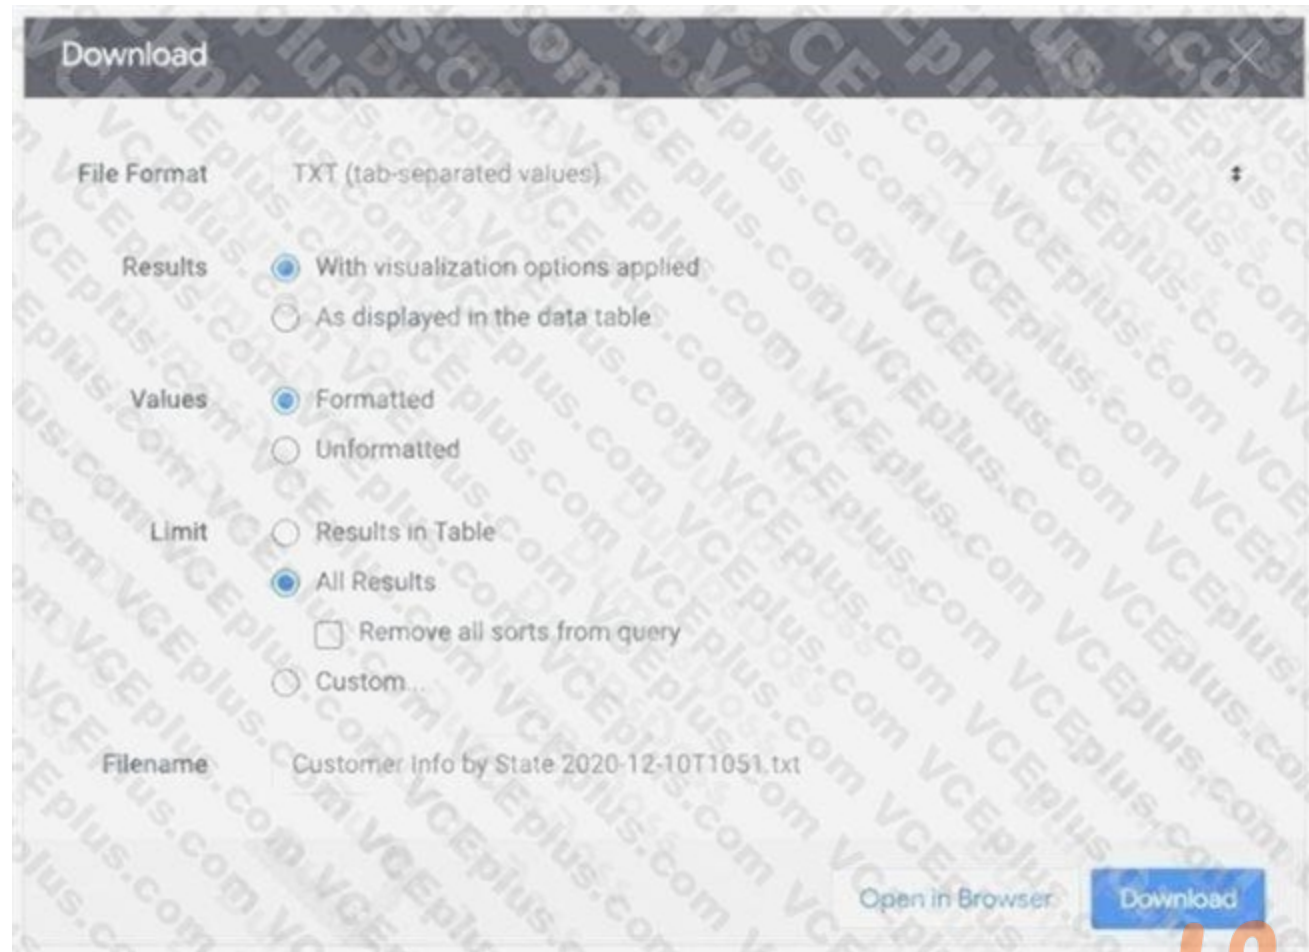 Download
File Format TXT (tab-separated values)
Results With visualization options applied
As displayed in the data table
Values Formatted
Unformatted
Limit Results in Table
All Results
Remove all sorts from query
Custom...
Filename Customer Info by State 2020-12-10T1051.txt
Open in Browser Download
VCEplus.com